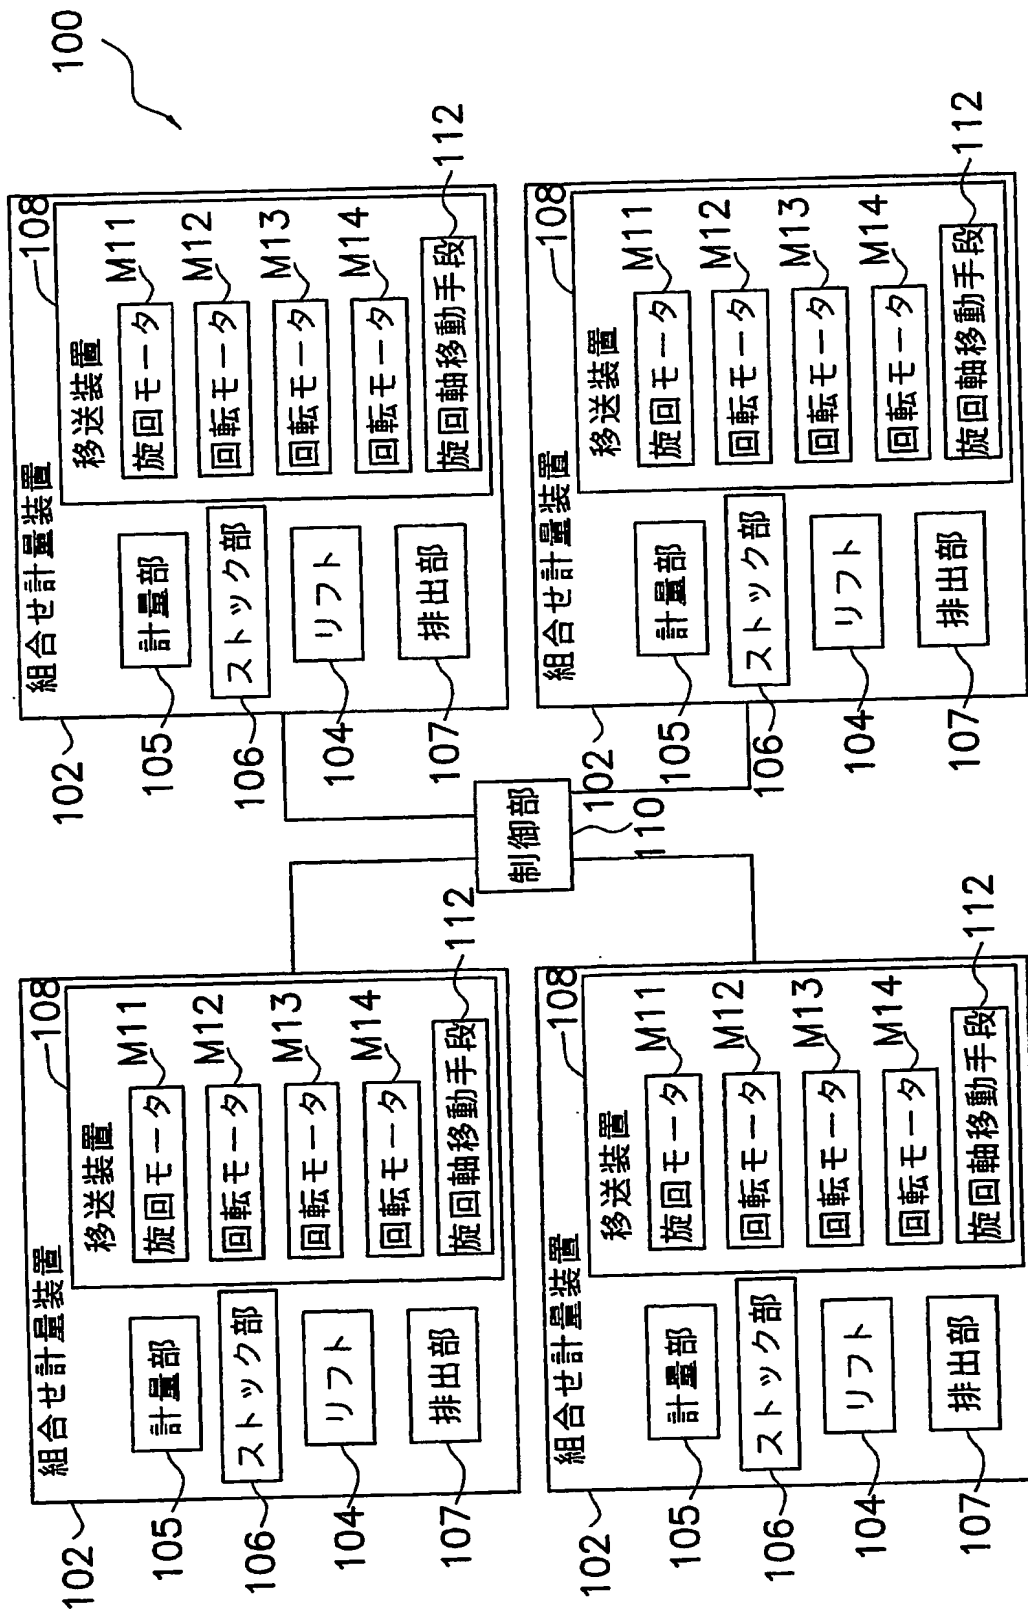 100
102
組合せ計量装置
108
移送装置
105
計量部
旋回モータ
M11
106
ストック部
回転モータ
M12
104
リフト
回転モータ
M13
回転モータ
M14
107
排出部
旋回軸移動手段
112
102
組合せ計量装置
108
移送装置
105
計量部
旋回モータ
M11
106
ストック部
回転モータ
M12
104
リフト
回転モータ
M13
回転モータ
M14
107
排出部
旋回軸移動手段
112
制御部
110
102
組合せ計量装置
108
移送装置
105
計量部
旋回モータ
M11
106
ストック部
回転モータ
M12
104
リフト
回転モータ
M13
回転モータ
M14
107
排出部
旋回軸移動手段
112
102
組合せ計量装置
108
移送装置
105
計量部
旋回モータ
M11
106
ストック部
回転モータ
M12
104
リフト
回転モータ
M13
回転モータ
M14
107
排出部
旋回軸移動手段
112